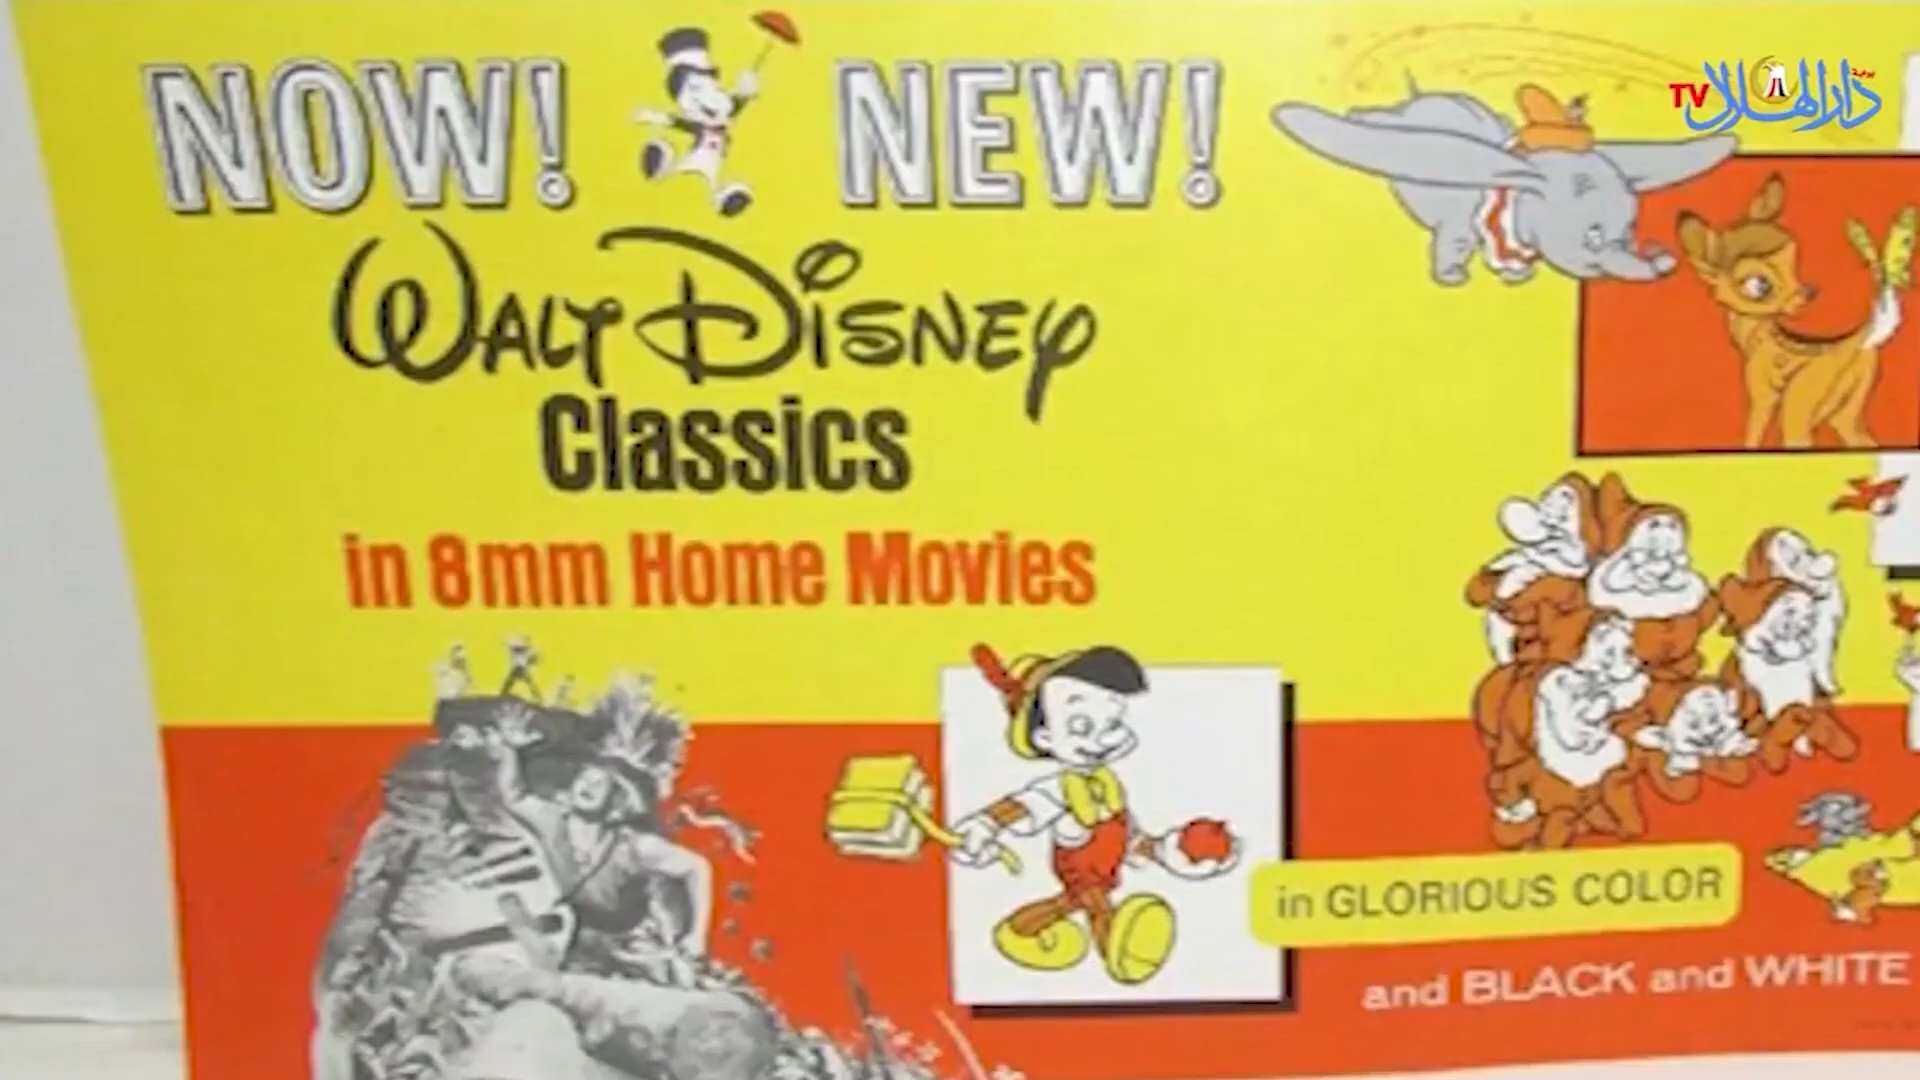 NOW! NEW!
WALT DISNEY
Classics
in 8mm Home Movies
in GLORIOUS COLOR
and BLACK and WHITE
TV دار الهلال